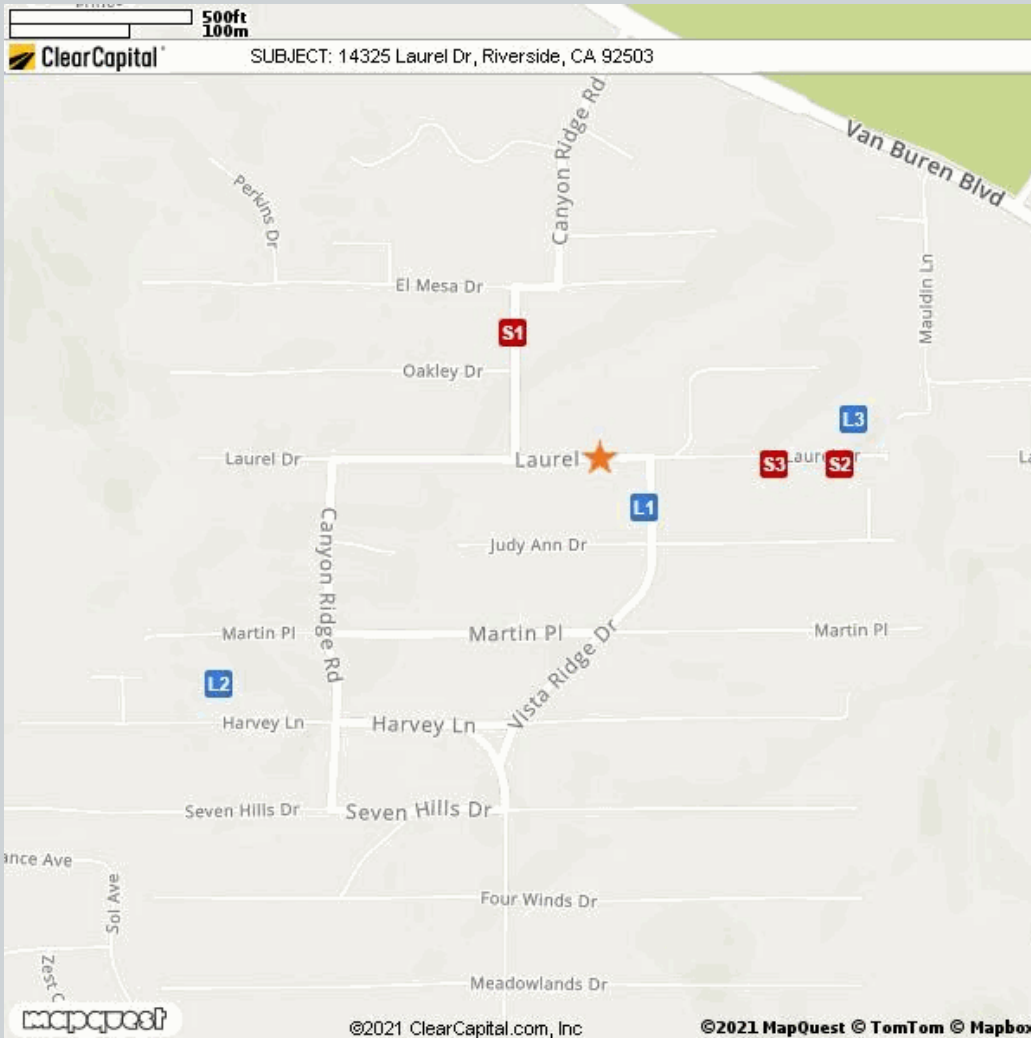 500ft
100m
ClearCapital
SUBJECT: 14325 Laurel Dr, Riverside, CA 92503
Canyon Ridge Rd
Van Buren Blvd
Perkins Dr
Mauldin Ln
El Mesa Dr
S1
Oakley Dr
L3
Laurel Dr
Laurel
S3
S2
L1
Judy Ann Dr
Canyon Ridge Rd
Martin Pl
Martin Pl
Martin Pl
Vista Ridge Dr
L2
Harvey Ln
Harvey Ln
Seven Hills Dr
Seven Hills Dr
Sol Ave
Four Winds Dr
Zest
Meadowlands Dr
mapquest
©2021 ClearCapital.com, Inc
©2021 MapQuest © TomTom © Mapbox